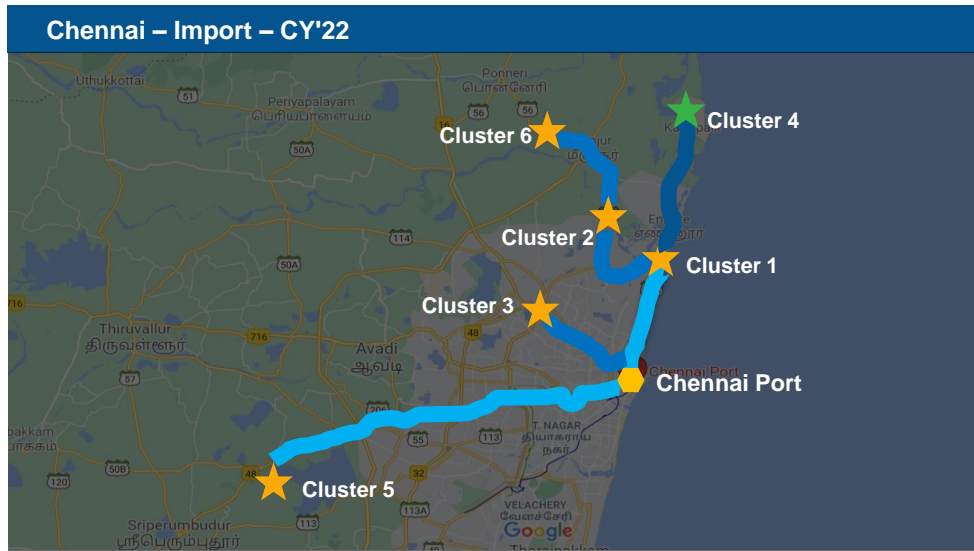 Chennai – Import – CY'22
Uthukkottai
Ponneri
பொன்னேரி
51
Periyapalayam
பெரியபாளையம்
56
56
16
Cluster 4
Cluster 6
50A
114
Cluster 2
Cluster 1
50A
Cluster 3
716
Thiruvallur
திருவள்ளூர்
716
48
Avadi
ஆவடி
57
Chennai Port
Chennai Port
205
T. NAGAR
தியாகராய
நகர்
55
113
50B
48
32
120
Cluster 5
113A
VELACHERY
வேளச்சேரி
113
Sriperumbudur
ஸ்ரீபெரும்புதூர்
Google